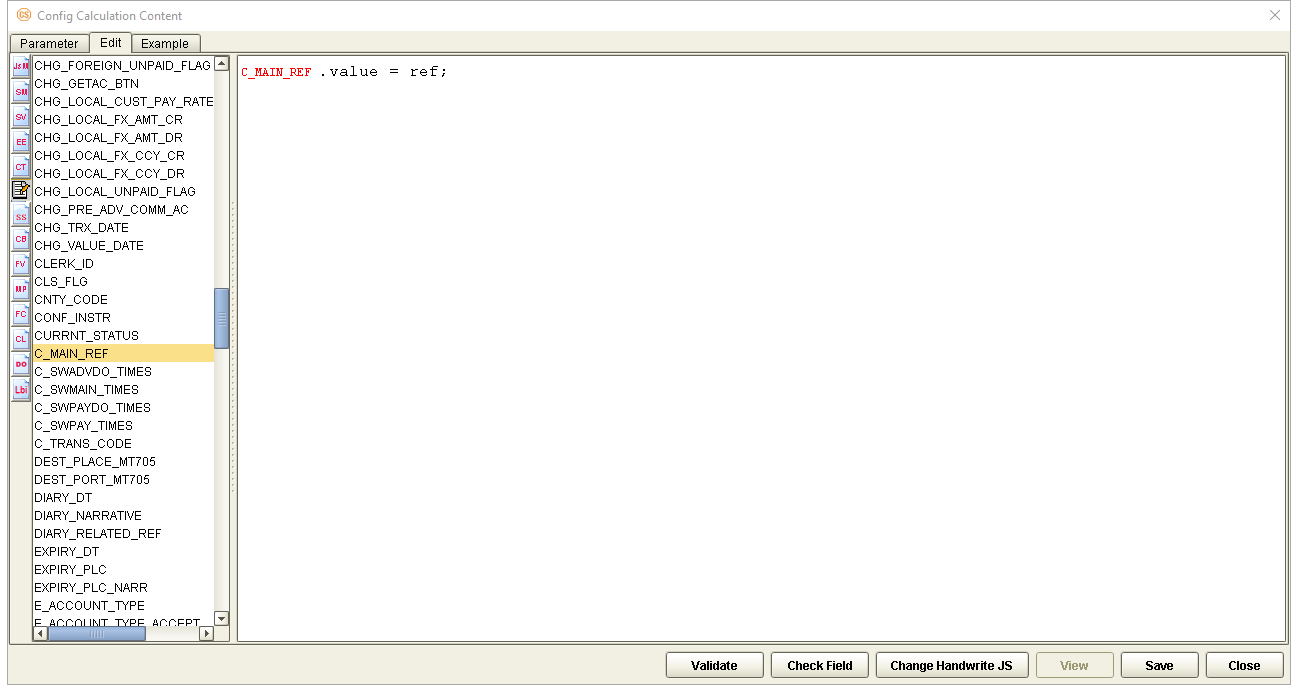 CS Config Calculation Content
Parameter Edit Example
JsM
SM
SV
EE
CT
SS
CB
FV
MP
FC
CL
DO
Lbi
CHG_FOREIGN_UNPAID_FLAG
CHG_GETAC_BTN
CHG_LOCAL_CUST_PAY_RATE
CHG_LOCAL_FX_AMT_CR
CHG_LOCAL_FX_AMT_DR
CHG_LOCAL_FX_CCY_CR
CHG_LOCAL_FX_CCY_DR
CHG_LOCAL_UNPAID_FLAG
CHG_PRE_ADV_COMM_AC
CHG_TRX_DATE
CHG_VALUE_DATE
CLERK_ID
CLS_FLG
CNTY_CODE
CONF_INSTR
CURRNT_STATUS
C_MAIN_REF
C_SWADVDO_TIMES
C_SWMAIN_TIMES
C_SWPAYDO_TIMES
C_SWPAY_TIMES
C_TRANS_CODE
DEST_PLACE_MT705
DEST_PORT_MT705
DIARY_DT
DIARY_NARRATIVE
DIARY_RELATED_REF
EXPIRY_DT
EXPIRY_PLC
EXPIRY_PLC_NARR
E_ACCOUNT_TYPE
E_ACCOUNT_TYPE_ACCEPT
C_MAIN_REF .value = ref;
Validate Check Field Change Handwrite JS View Save Close